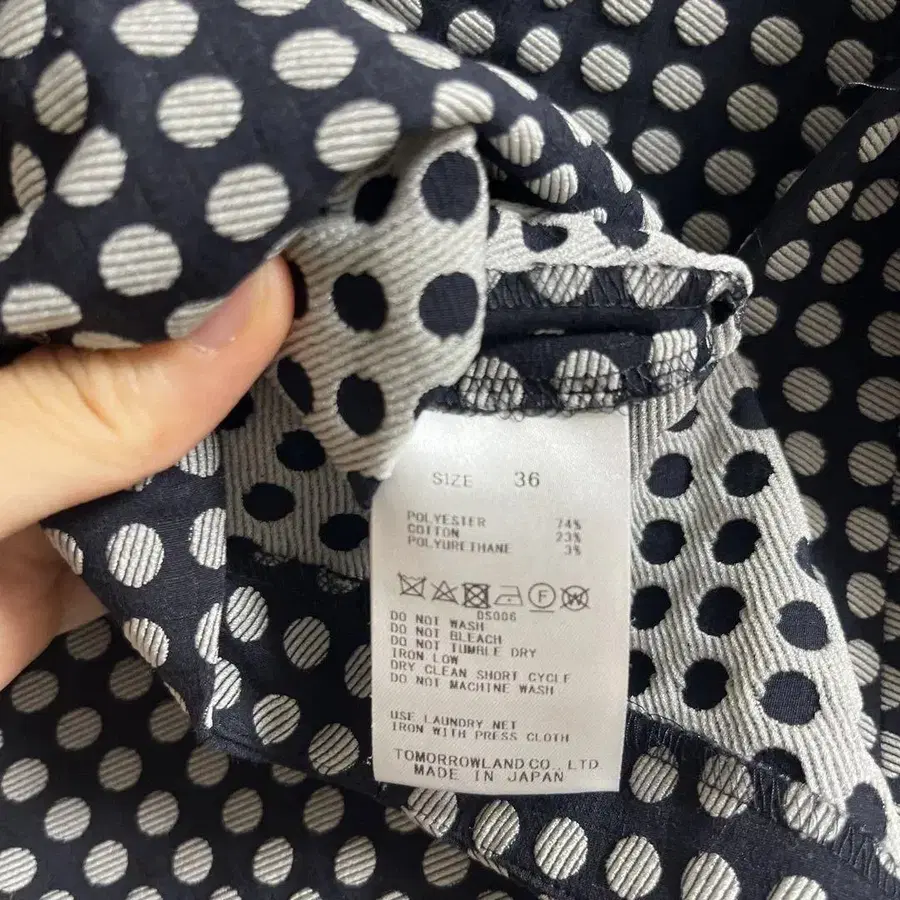 SIZE 36
POLYESTER 74%
COTTON 23%
POLYURETHANE 3%
F W
DS006
DO NOT WASH
DO NOT BLEACH
DO NOT TUMBLE DRY
IRON LOW
DRY CLEAN SHORT CYCLE
DO NOT MACHINE WASH
USE LAUNDRY NET
IRON WITH PRESS CLOTH
TOMORROWLAND CO., LTD.
MADE IN JAPAN